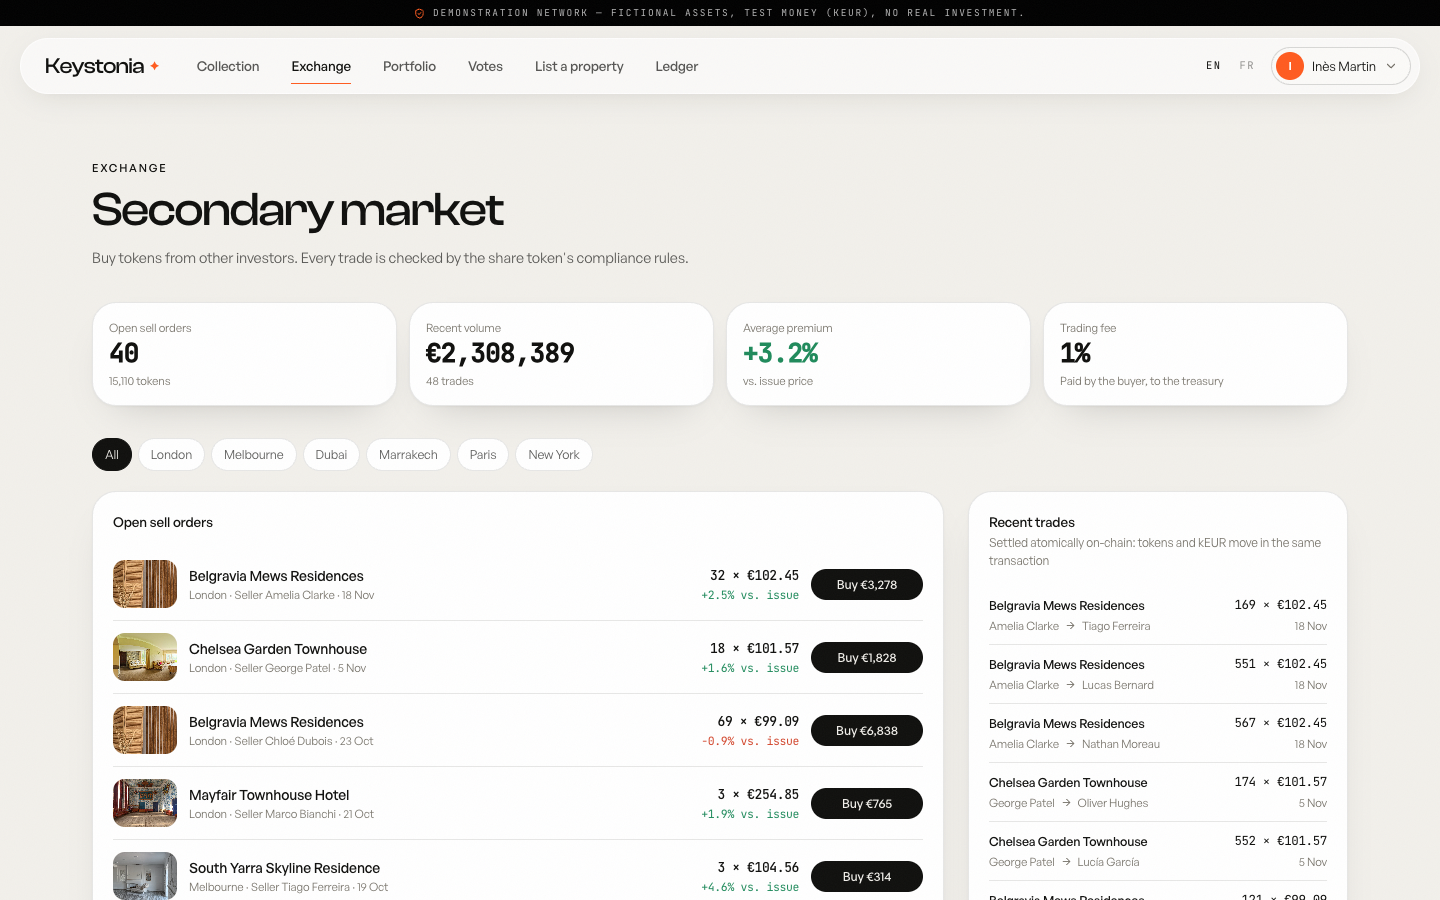 DEMONSTRATION NETWORK — FICTIONAL ASSETS, TEST MONEY (KEUR), NO REAL INVESTMENT.
Keystonia
Collection
Exchange
Portfolio
Votes
List a property
Ledger
EN
FR
I
Inès Martin
EXCHANGE
Secondary market
Buy tokens from other investors. Every trade is checked by the share token's compliance rules.
Open sell orders
40
15,110 tokens
Recent volume
€2,308,389
48 trades
Average premium
+3.2%
vs. issue price
Trading fee
1%
Paid by the buyer, to the treasury
All
London
Melbourne
Dubai
Marrakech
Paris
New York
Open sell orders
Belgravia Mews Residences
London · Seller Amelia Clarke · 18 Nov
32 × €102.45
+2.5% vs. issue
Buy €3,278
Chelsea Garden Townhouse
London · Seller George Patel · 5 Nov
18 × €101.57
+1.6% vs. issue
Buy €1,828
Belgravia Mews Residences
London · Seller Chloé Dubois · 23 Oct
69 × €99.09
-0.9% vs. issue
Buy €6,838
Mayfair Townhouse Hotel
London · Seller Marco Bianchi · 21 Oct
3 × €254.85
+1.9% vs. issue
Buy €765
South Yarra Skyline Residence
Melbourne · Seller Tiago Ferreira · 19 Oct
3 × €104.56
+4.6% vs. issue
Buy €314
Recent trades
Settled atomically on-chain: tokens and kEUR move in the same
transaction
Belgravia Mews Residences
169 × €102.45
Amelia Clarke → Tiago Ferreira
18 Nov
Belgravia Mews Residences
551 × €102.45
Amelia Clarke → Lucas Bernard
18 Nov
Belgravia Mews Residences
567 × €102.45
Amelia Clarke → Nathan Moreau
18 Nov
Chelsea Garden Townhouse
174 × €101.57
George Patel → Oliver Hughes
5 Nov
Chelsea Garden Townhouse
552 × €101.57
George Patel → Lucía García
5 Nov
Belgravia Mews Residences
121 × €99.09